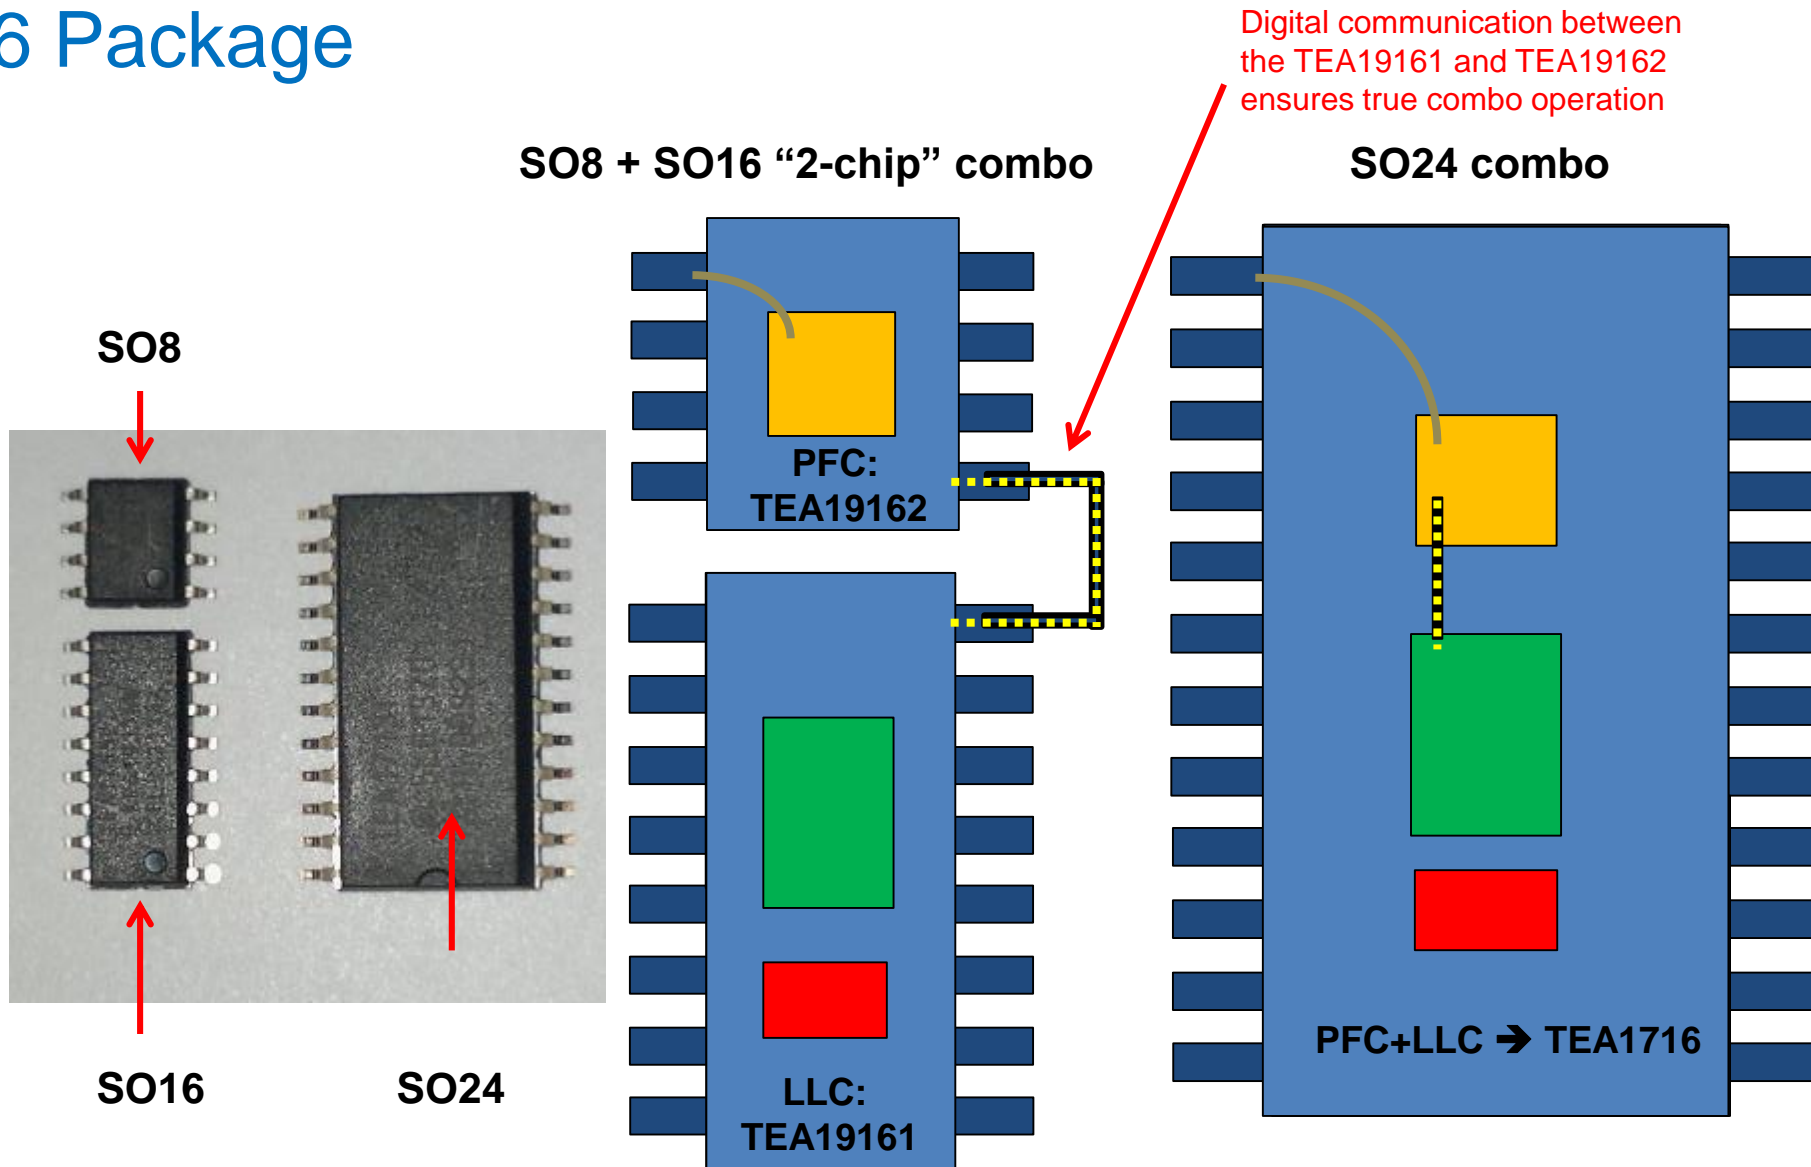 6 Package
Digital communication between
the TEA19161 and TEA19162
ensures true combo operation
SO8 + SO16 “2-chip” combo
SO24 combo
SO8
PFC:
TEA19162
PFC+LLC ➔ TEA1716
SO16
SO24
LLC:
TEA19161